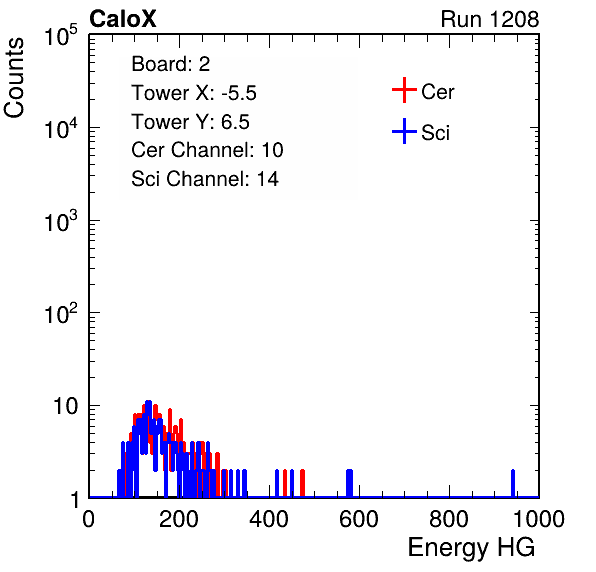 CaloX Run 1208
Counts
Board: 2
Tower X: -5.5
Tower Y: 6.5
Cer Channel: 10
Sci Channel: 14
Cer
Sci
10^5
10^4
10^3
10^2
10
1
0 200 400 600 800 1000
Energy HG